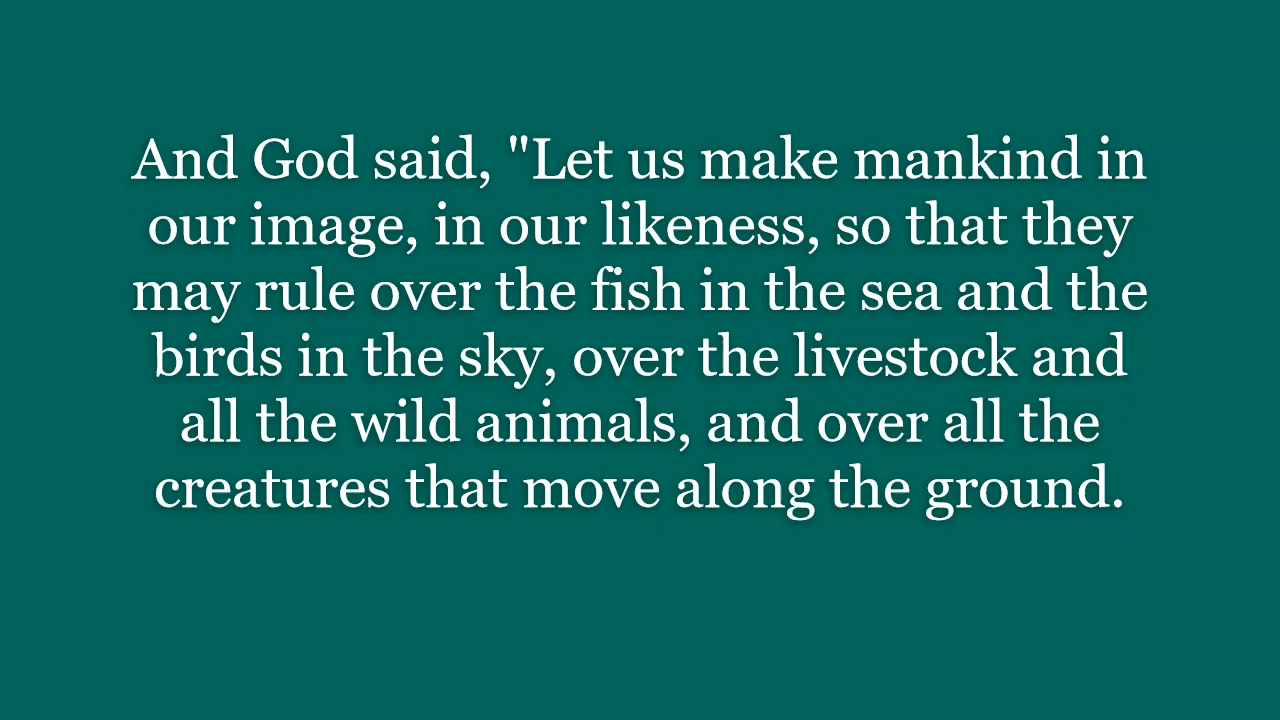 And God said, "Let us make mankind in
our image, in our likeness, so that they
may rule over the fish in the sea and the
birds in the sky, over the livestock and
all the wild animals, and over all the
creatures that move along the ground.